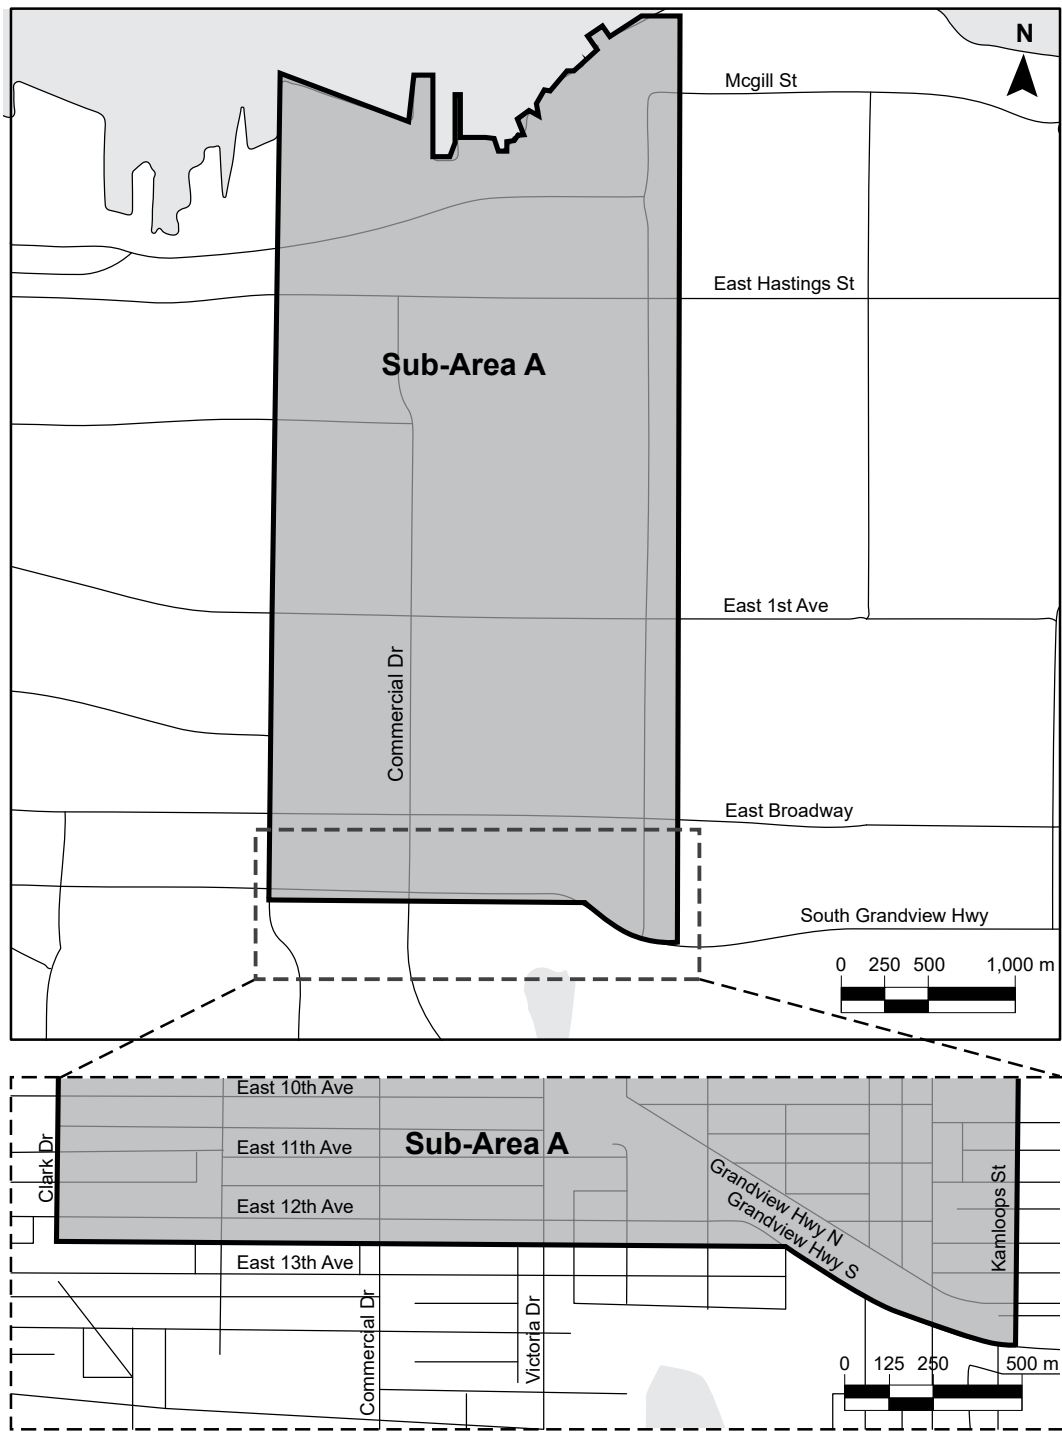 N
Mcgill St
East Hastings St
Sub-Area A
East 1st Ave
Commercial Dr
East Broadway
South Grandview Hwy
0 250 500 1,000 m
East 10th Ave
Sub-Area A
East 11th Ave
Clark Dr
Grandview Hwy N
Grandview Hwy S
Kamloops St
East 12th Ave
East 13th Ave
Commercial Dr
Victoria Dr
0 125 250 500 m